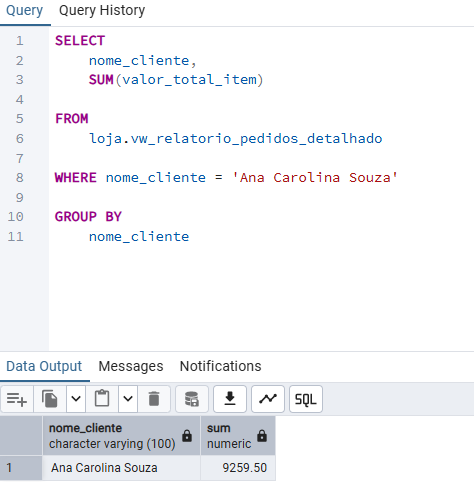 Query Query History
1 SELECT
2 nome_cliente,
3 SUM(valor_total_item)
4
5 FROM
6 loja.vw_relatorio_pedidos_detalhado
7
8 WHERE nome_cliente = 'Ana Carolina Souza'
9
10 GROUP BY
11 nome_cliente
Data Output Messages Notifications
SQL
nome_cliente sum
character varying (100) numeric
1 Ana Carolina Souza 9259.50